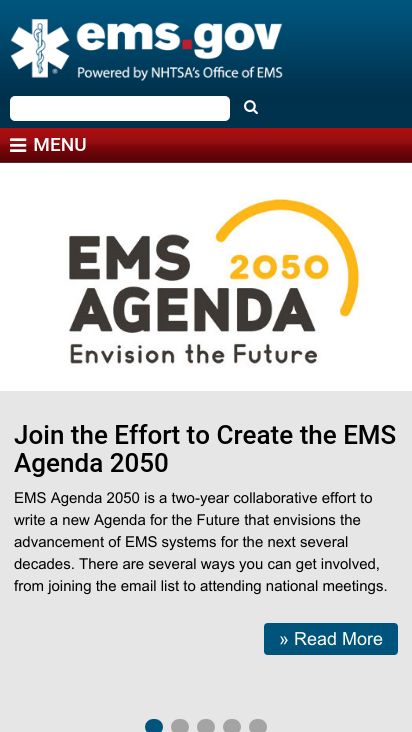 ems.gov
Powered by NHTSA's Office of EMS
MENU
EMS 2050
AGENDA
Envision the Future
Join the Effort to Create the EMS
Agenda 2050
EMS Agenda 2050 is a two-year collaborative effort to
write a new Agenda for the Future that envisions the
advancement of EMS systems for the next several
decades. There are several ways you can get involved,
from joining the email list to attending national meetings.
» Read More